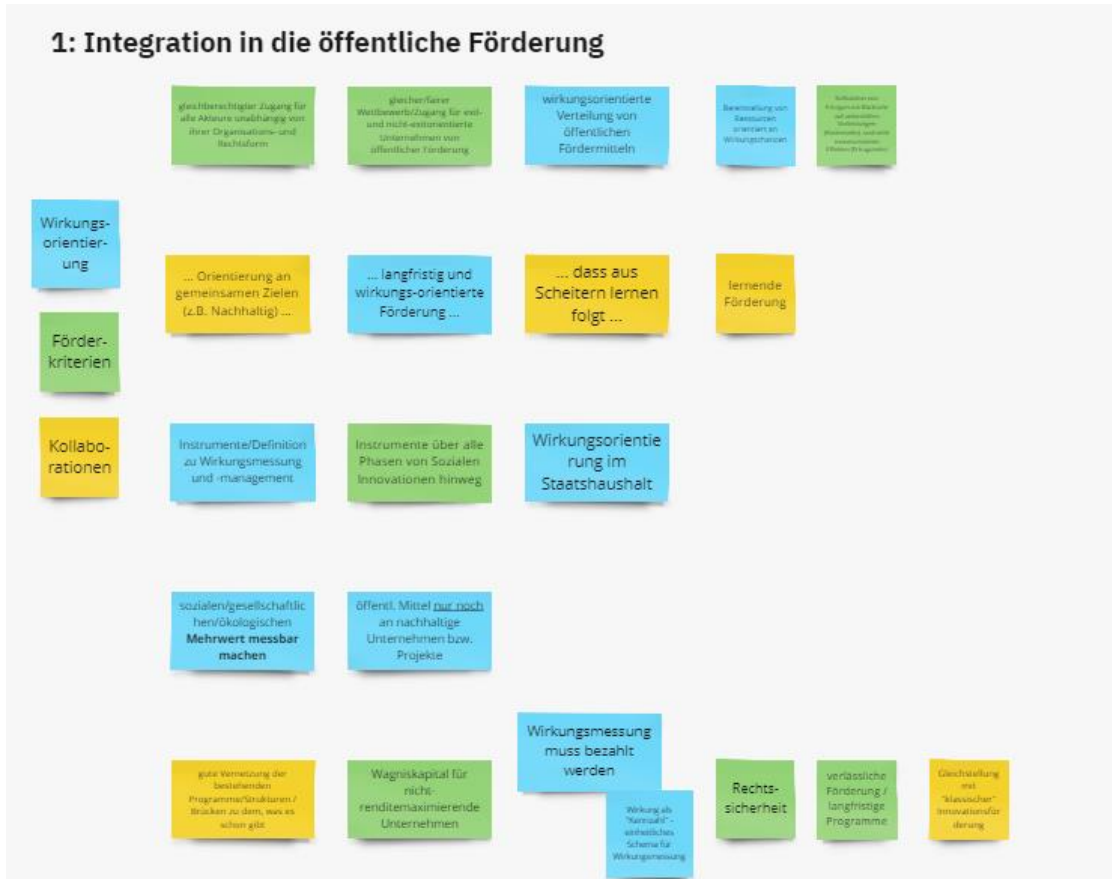 1: Integration in die öffentliche Förderung
gleichberechtigter Zugang für
alle Akteure unabhängig von
ihrer Organisations- und
Rechtsform
gleicher/fairer
Wettbewerb/Zugang für exit-
und nicht-exitorientierte
Unternehmen von
öffentlicher Förderung
wirkungsorientierte
Verteilung von
öffentlichen
Fördermitteln
Bereitstellung von
Ressourcen
orientiert an
Wirkungschancen
Wirkungs-
orientier-
ung
Förder-
kriterien
Kollabo-
rationen
... Orientierung an
gemeinsamen Zielen
(z.B. Nachhaltig) ...
... langfristig und
wirkungs-orientierte
Förderung ...
... dass aus
Scheitern lernen
folgt ...
lernende
Förderung
Instrumente/Definition
zu Wirkungsmessung
und -management
Instrumente über alle
Phasen von Sozialen
Innovationen hinweg
Wirkungsorientie
rung im
Staatshaushalt
sozialen/gesellschaftlic
hen/ökologischen
Mehrwert messbar
machen
öffentl. Mittel nur noch
an nachhaltige
Unternehmen bzw.
Projekte
gute Vernetzung der
bestehenden
Programme/Strukturen /
Brücken zu dem, was es
schon gibt
Wagniskapital für
nicht-
renditemaximierende
Unternehmen
Wirkungsmessung
muss bezahlt
werden
Wirkung als
"Kennzahl" -
einheitliches
Schema für
Wirkungsmessung
Rechts-
sicherheit
verlässliche
Förderung /
langfristige
Programme
Gleichstellung
mit
"klassischer"
Innovationsför
derung